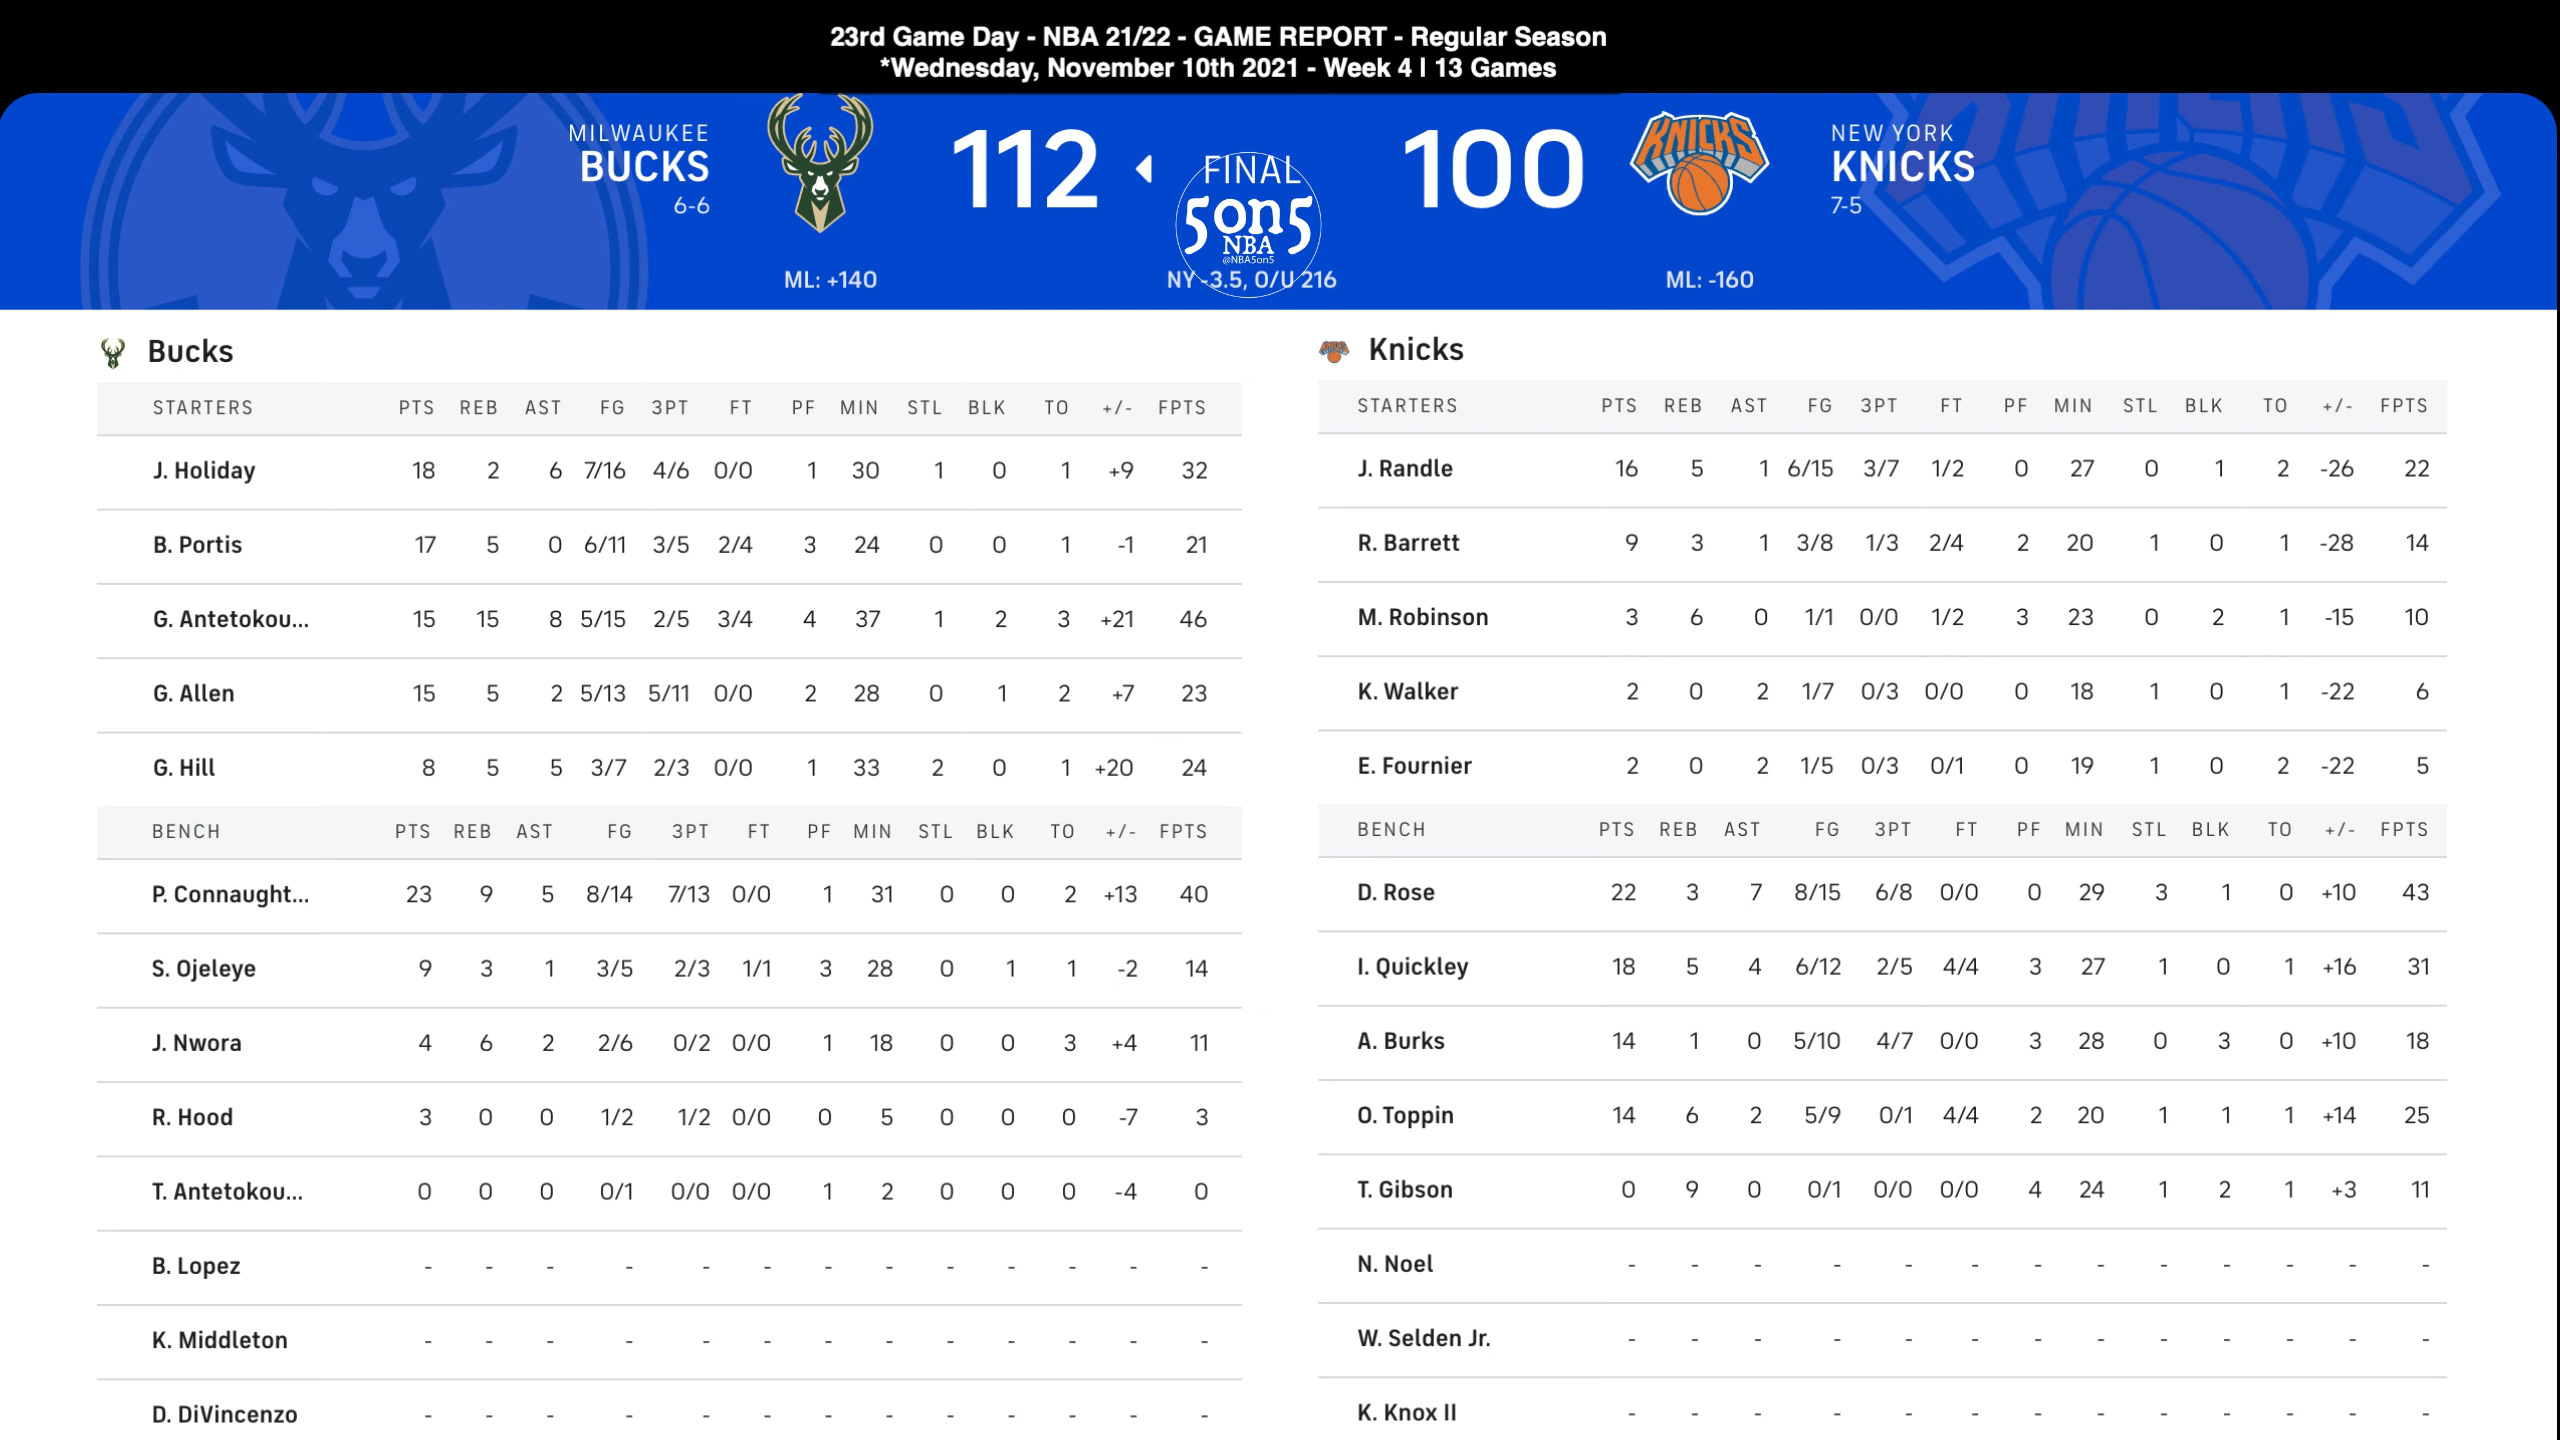 23rd Game Day - NBA 21/22 - GAME REPORT - Regular Season
*Wednesday, November 10th 2021 - Week 4 | 13 Games
MILWAUKEE
BUCKS
6-6
112
FINAL
100
KNICKS
NEW YORK
KNICKS
7-5
5on5
NBA
@NBA5on5
ML: +140
NY -3.5, O/U 216
ML: -160
Bucks
STARTERS PTS REB AST FG 3PT FT PF MIN STL BLK TO +/- FPTS
J. Holiday 18 2 6 7/16 4/6 0/0 1 30 1 0 1 +9 32
B. Portis 17 5 0 6/11 3/5 2/4 3 24 0 0 1 -1 21
G. Antetokou... 15 15 8 5/15 2/5 3/4 4 37 1 2 3 +21 46
G. Allen 15 5 2 5/13 5/11 0/0 2 28 0 1 2 +7 23
G. Hill 8 5 5 3/7 2/3 0/0 1 33 2 0 1 +20 24
BENCH PTS REB AST FG 3PT FT PF MIN STL BLK TO +/- FPTS
P. Connaught... 23 9 5 8/14 7/13 0/0 1 31 0 0 2 +13 40
S. Ojeleye 9 3 1 3/5 2/3 1/1 3 28 0 1 1 -2 14
J. Nwora 4 6 2 2/6 0/2 0/0 1 18 0 0 3 +4 11
R. Hood 3 0 0 1/2 1/2 0/0 0 5 0 0 0 -7 3
T. Antetokou... 0 0 0 0/1 0/0 0/0 1 2 0 0 0 -4 0
B. Lopez - - - - - - - - - - - - -
K. Middleton - - - - - - - - - - - - -
D. DiVincenzo - - - - - - - - - - - - -
Knicks
STARTERS PTS REB AST FG 3PT FT PF MIN STL BLK TO +/- FPTS
J. Randle 16 5 1 6/15 3/7 1/2 0 27 0 1 2 -26 22
R. Barrett 9 3 1 3/8 1/3 2/4 2 20 1 0 1 -28 14
M. Robinson 3 6 0 1/1 0/0 1/2 3 23 0 2 1 -15 10
K. Walker 2 0 2 1/7 0/3 0/0 0 18 1 0 1 -22 6
E. Fournier 2 0 2 1/5 0/3 0/1 0 19 1 0 2 -22 5
BENCH PTS REB AST FG 3PT FT PF MIN STL BLK TO +/- FPTS
D. Rose 22 3 7 8/15 6/8 0/0 0 29 3 1 0 +10 43
I. Quickley 18 5 4 6/12 2/5 4/4 3 27 1 0 1 +16 31
A. Burks 14 1 0 5/10 4/7 0/0 3 28 0 3 0 +10 18
O. Toppin 14 6 2 5/9 0/1 4/4 2 20 1 1 1 +14 25
T. Gibson 0 9 0 0/1 0/0 0/0 4 24 1 2 1 +3 11
N. Noel - - - - - - - - - - - - -
W. Selden Jr. - - - - - - - - - - - - -
K. Knox II - - - - - - - - - - - - -